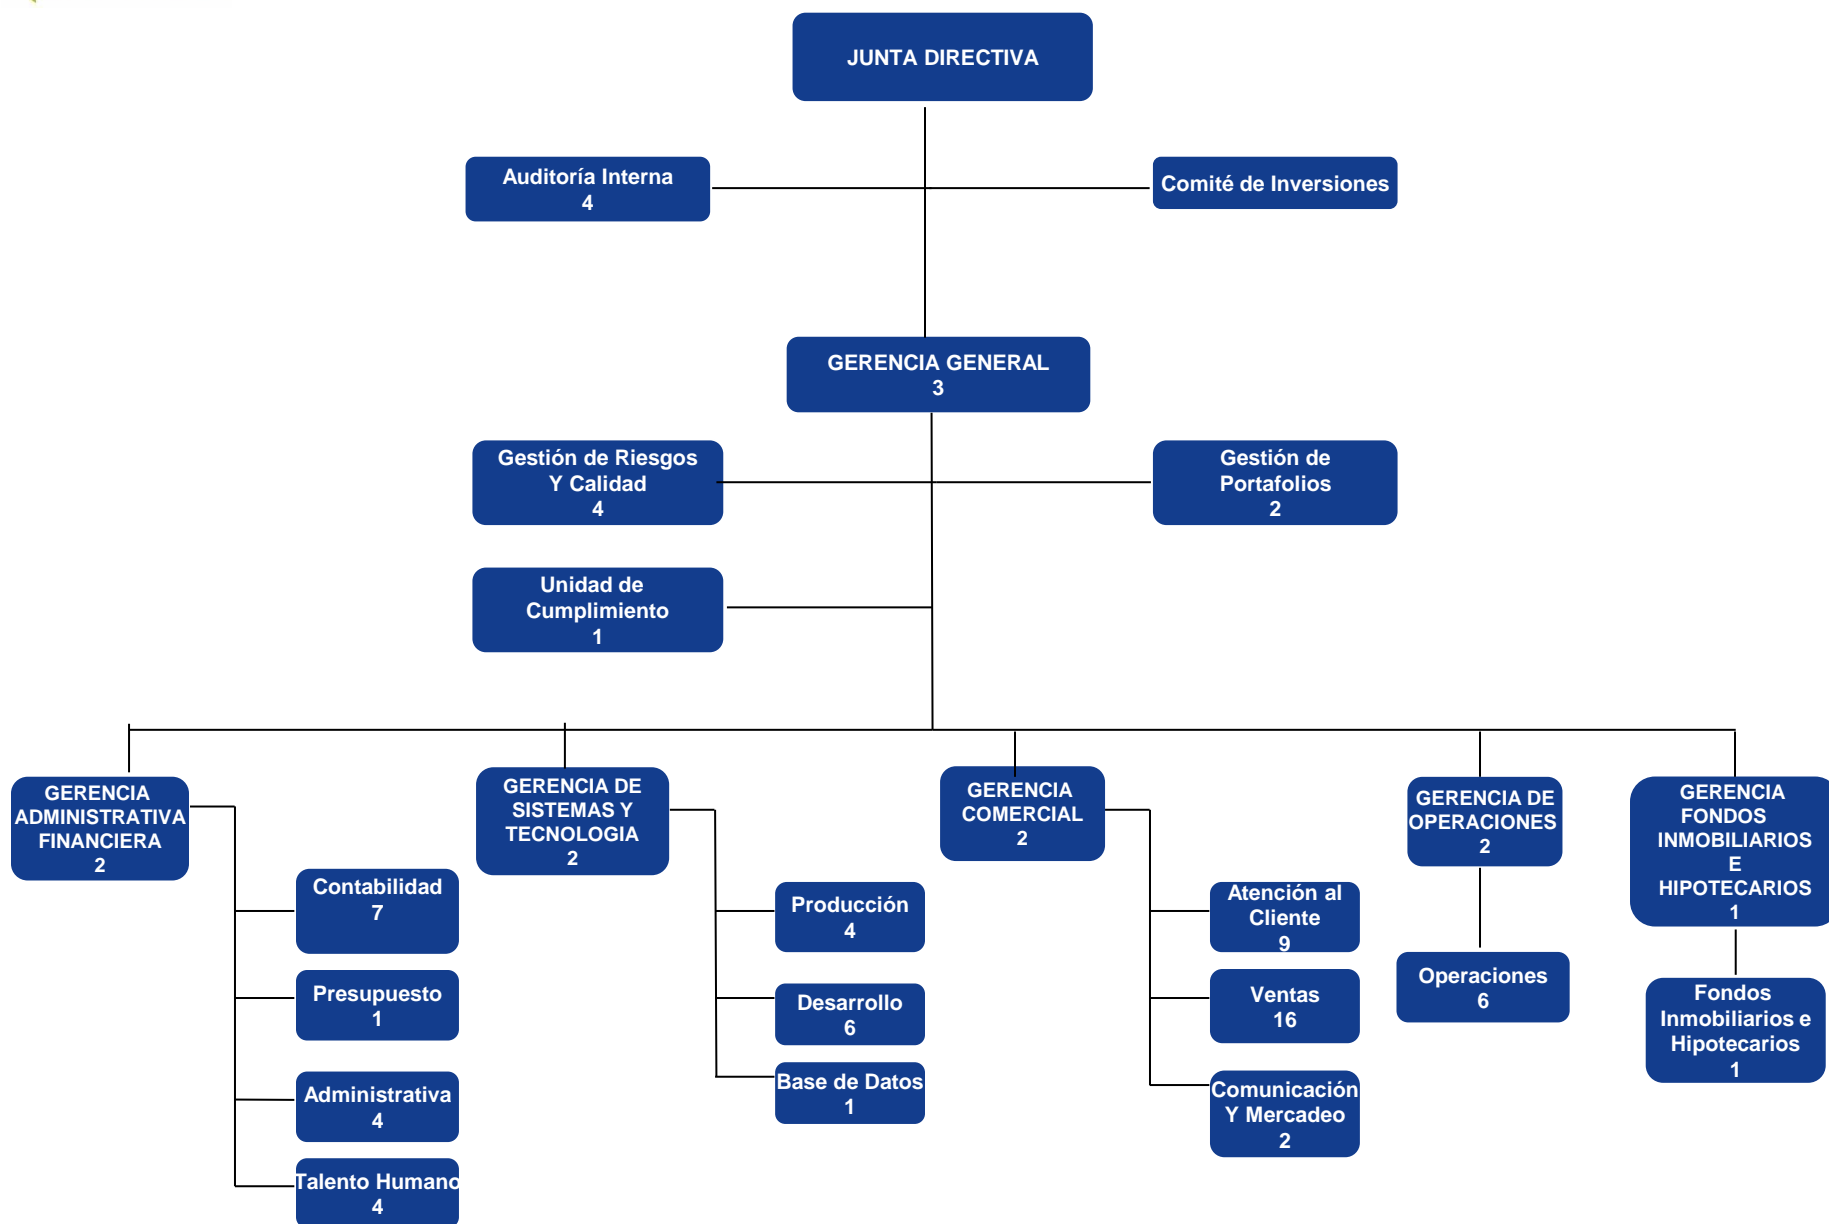 JUNTA DIRECTIVA
Auditoría Interna
4
Comité de Inversiones
GERENCIA GENERAL
3
Gestión de Riesgos
Y Calidad
4
Gestión de
Portafolios
2
Unidad de
Cumplimiento
1
GERENCIA
ADMINISTRATIVA
FINANCIERA
2
Contabilidad
7
Presupuesto
1
Administrativa
4
Talento Humano
4
GERENCIA DE
SISTEMAS Y
TECNOLOGIA
2
Producción
4
Desarrollo
6
Base de Datos
1
GERENCIA
COMERCIAL
2
Atención al
Cliente
9
Ventas
16
Comunicación
Y Mercadeo
2
GERENCIA DE
OPERACIONES
2
Operaciones
6
GERENCIA
FONDOS
INMOBILIARIOS
E
HIPOTECARIOS
1
Fondos
Inmobiliarios e
Hipotecarios
1